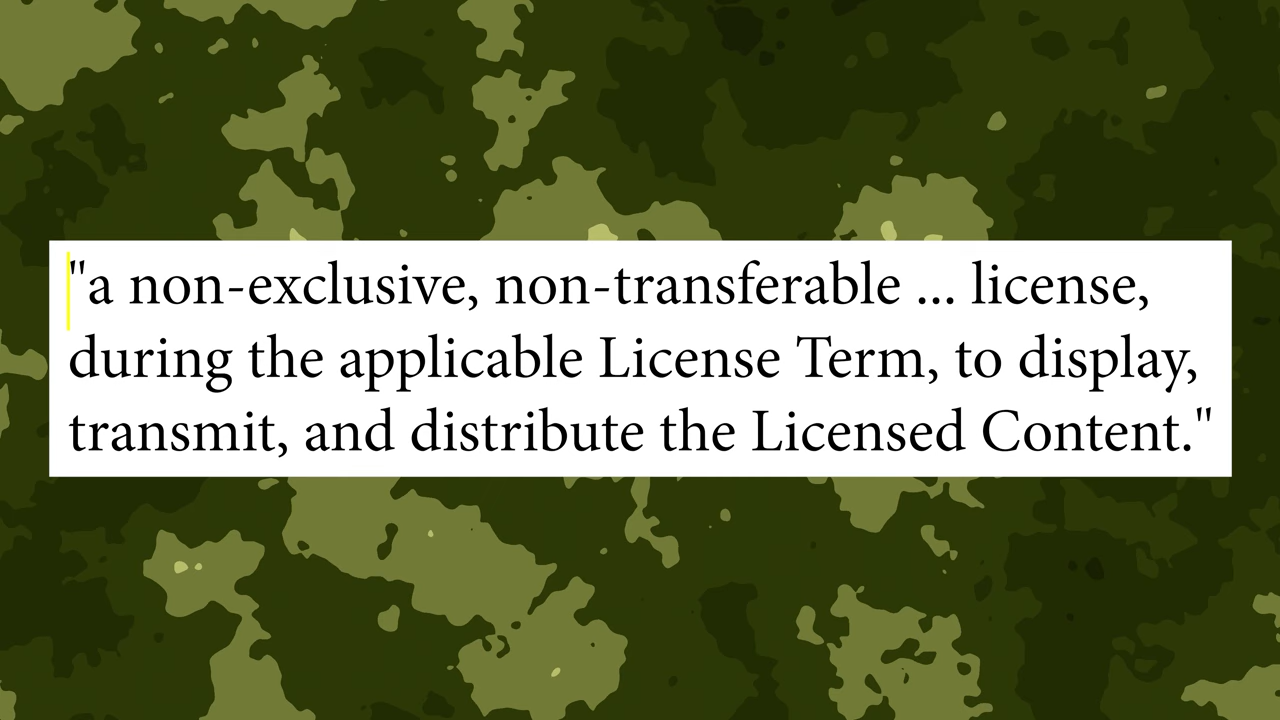 "a non-exclusive, non-transferable ... license,
during the applicable License Term, to display,
transmit, and distribute the Licensed Content."